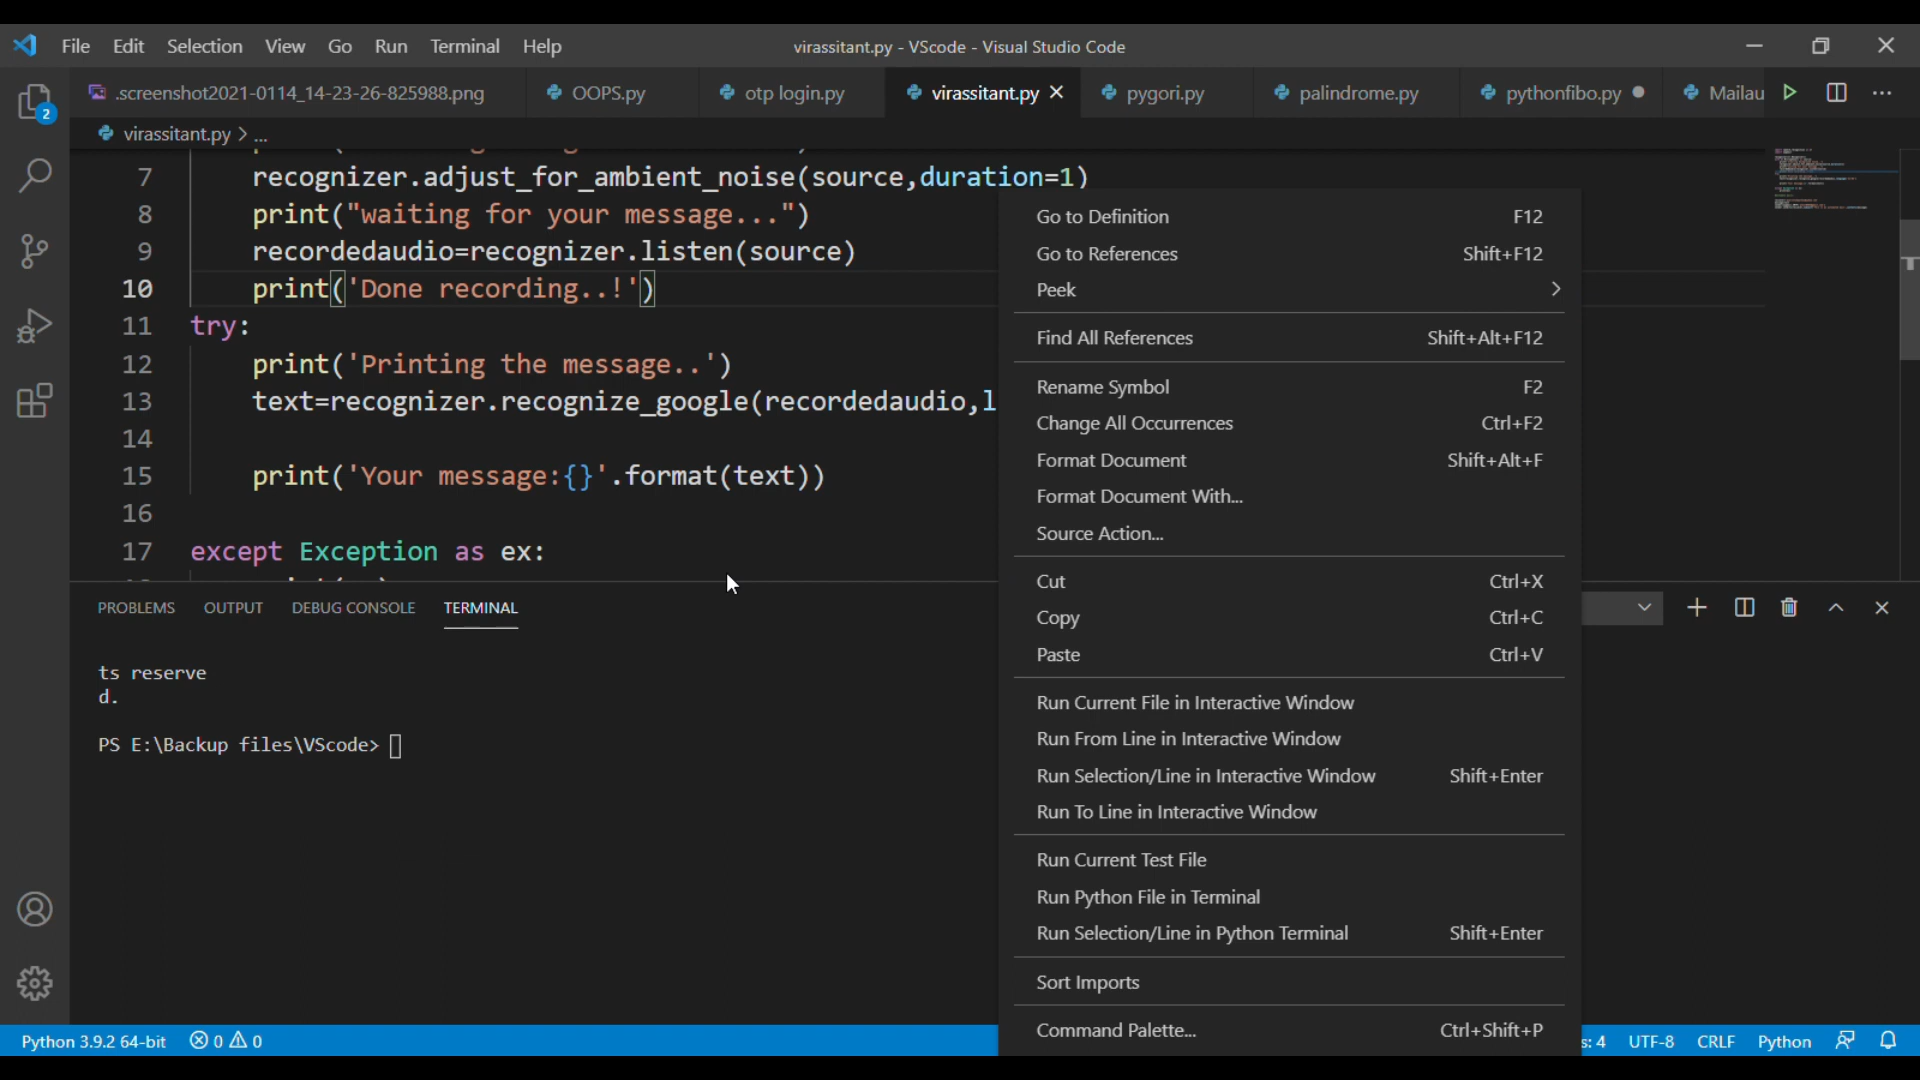 File Edit Selection View Go Run Terminal Help
virassitant.py - VScode - Visual Studio Code
.screenshot2021-0114_14-23-26-825988.png OOPS.py otp login.py virassitant.py pygori.py palindrome.py pythonfibo.py Mailau
2
virassitant.py > ...
7 recognizer.adjust_for_ambient_noise(source,duration=1)
8 print("waiting for your message...")
9 recordedaudio=recognizer.listen(source)
10 print('Done recording..!')
11 try:
12 print('Printing the message..')
13 text=recognizer.recognize_google(recordedaudio,l
14
15 print('Your message:{}'.format(text))
16
17 except Exception as ex:
PROBLEMS OUTPUT DEBUG CONSOLE TERMINAL
ts reserve
d.
PS E:\Backup files\VScode>
Go to Definition F12
Go to References Shift+F12
Peek
Find All References Shift+Alt+F12
Rename Symbol F2
Change All Occurrences Ctrl+F2
Format Document Shift+Alt+F
Format Document With...
Source Action...
Cut Ctrl+X
Copy Ctrl+C
Paste Ctrl+V
Run Current File in Interactive Window
Run From Line in Interactive Window
Run Selection/Line in Interactive Window Shift+Enter
Run To Line in Interactive Window
Run Current Test File
Run Python File in Terminal
Run Selection/Line in Python Terminal Shift+Enter
Sort Imports
Command Palette... Ctrl+Shift+P
Python 3.9.2 64-bit 0 0 s: 4 UTF-8 CRLF Python